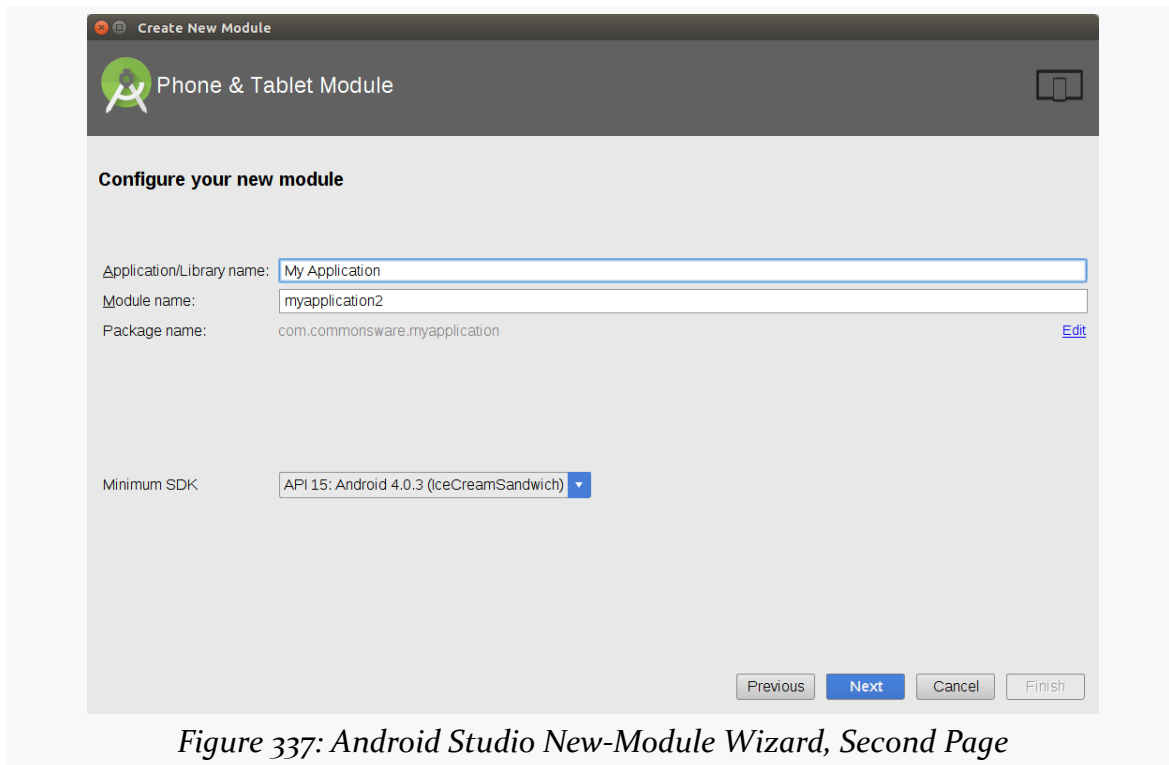 Create New Module
Phone & Tablet Module
Configure your new module
Application/Library name: My Application
Module name: myapplication2
Package name: com.commonsware.myapplication Edit
Minimum SDK API 15: Android 4.0.3 (IceCreamSandwich)
Previous Next Cancel Finish
Figure 337: Android Studio New-Module Wizard, Second Page